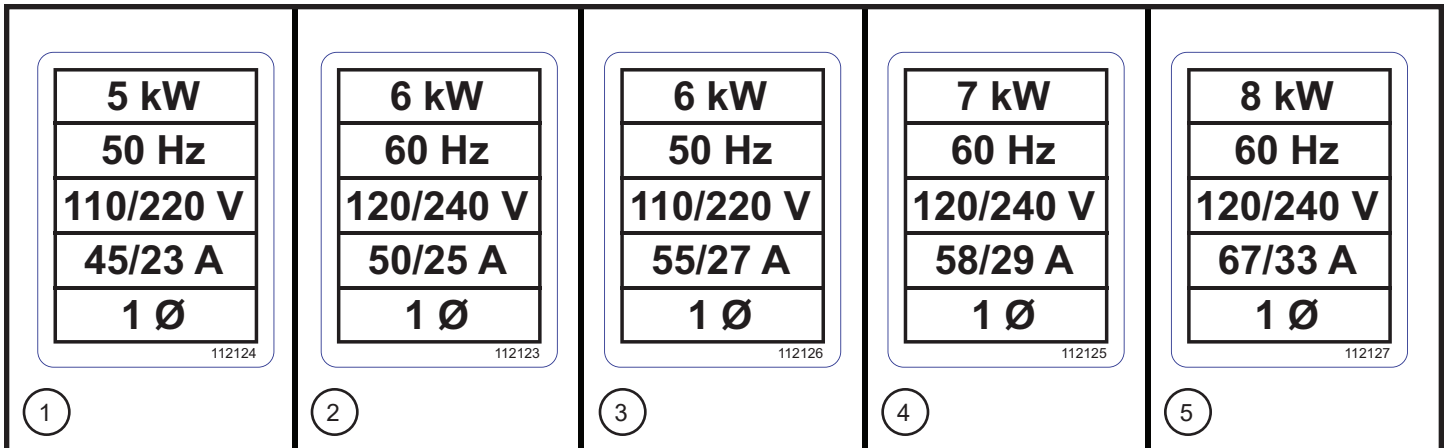 5 kW
50 Hz
110/220 V
45/23 A
1 Ø
112124
1
6 kW
60 Hz
120/240 V
50/25 A
1 Ø
112123
2
6 kW
50 Hz
110/220 V
55/27 A
1 Ø
112126
3
7 kW
60 Hz
120/240 V
58/29 A
1 Ø
112125
4
8 kW
60 Hz
120/240 V
67/33 A
1 Ø
112127
5